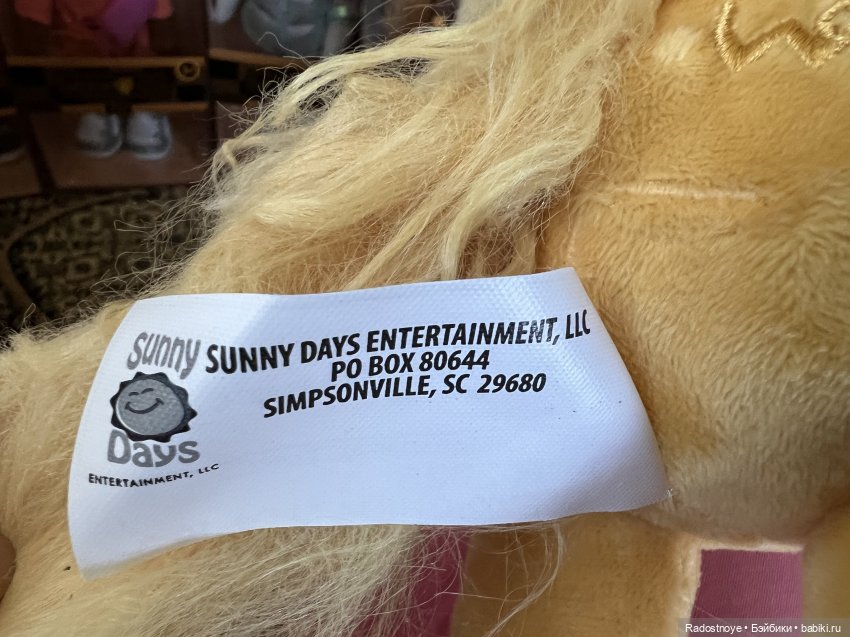 Sunny
Days
ENTERTAINMENT, LLC
SUNNY DAYS ENTERTAINMENT, LLC
PO BOX 80644
SIMPSONVILLE, SC 29680
Radostnoye • Бэйбики • babiki.ru